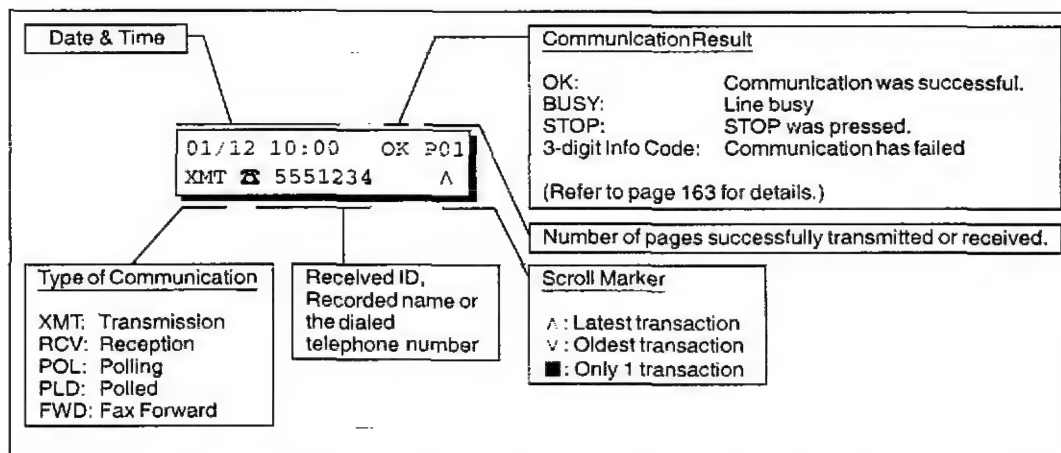 Date & Time
Communication Result
OK: Communication was successful.
BUSY: Line busy
STOP: STOP was pressed.
3-digit Info Code: Communication has failed
(Refer to page 163 for details.)
01/12 10:00 OK P01
XMT ☎ 5551234 ∧
Number of pages successfully transmitted or received.
Type of Communication
XMT: Transmission
RCV: Reception
POL: Polling
PLD: Polled
FWD: Fax Forward
Received ID,
Recorded name or
the dialed
telephone number
Scroll Marker
∧: Latest transaction
∨: Oldest transaction
■: Only 1 transaction